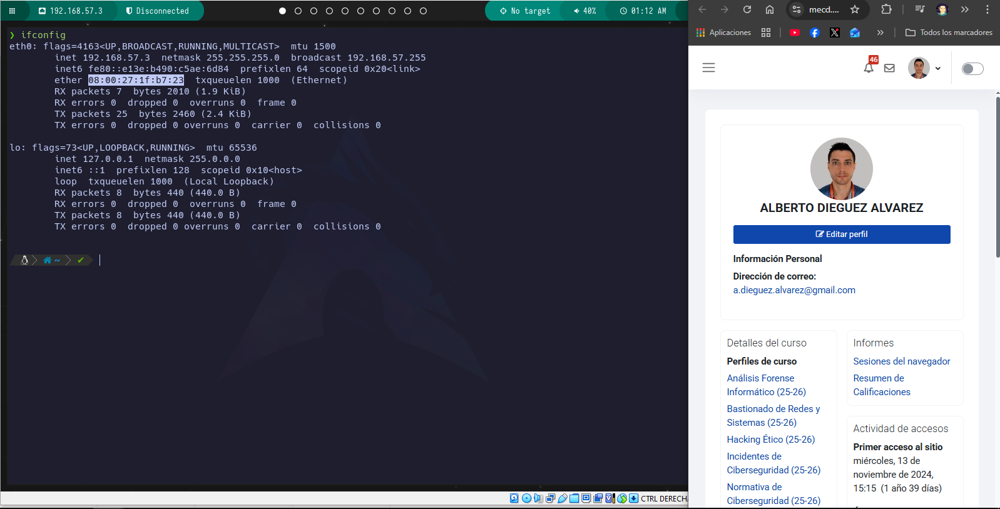 192.168.57.3
Disconnected
No target
40%
01:12 AM
❯ ifconfig
eth0: flags=4163<UP,BROADCAST,RUNNING,MULTICAST>  mtu 1500
inet 192.168.57.3  netmask 255.255.255.0  broadcast 192.168.57.255
inet6 fe80::e13e:b490:c5ae:6d84  prefixlen 64  scopeid 0x20<link>
ether 08:00:27:1f:b7:23  txqueuelen 1000  (Ethernet)
RX packets 7  bytes 2010 (1.9 KiB)
RX errors 0  dropped 0  overruns 0  frame 0
TX packets 25  bytes 2460 (2.4 KiB)
TX errors 0  dropped 0 overruns 0  carrier 0  collisions 0
lo: flags=73<UP,LOOPBACK,RUNNING>  mtu 65536
inet 127.0.0.1  netmask 255.0.0.0
inet6 ::1  prefixlen 128  scopeid 0x10<host>
loop  txqueuelen 1000  (Local Loopback)
RX packets 8  bytes 440 (440.0 B)
RX errors 0  dropped 0  overruns 0  frame 0
TX packets 8  bytes 440 (440.0 B)
TX errors 0  dropped 0 overruns 0  carrier 0  collisions 0
~ ✔
CTRL DERECHA
mecd....
Aplicaciones
Todos los marcadores
46
ALBERTO DIEGUEZ ALVAREZ
Editar perfil
Información Personal
Dirección de correo:
a.dieguez.alvarez@gmail.com
Detalles del curso
Perfiles de curso
Análisis Forense
Informático (25-26)
Bastionado de Redes y
Sistemas (25-26)
Hacking Ético (25-26)
Incidentes de
Ciberseguridad (25-26)
Normativa de
Ciberseguridad (25-26)
Informes
Sesiones del navegador
Resumen de
Calificaciones
Actividad de accesos
Primer acceso al sitio
miércoles, 13 de
noviembre de 2024,
15:15  (1 año 39 días)